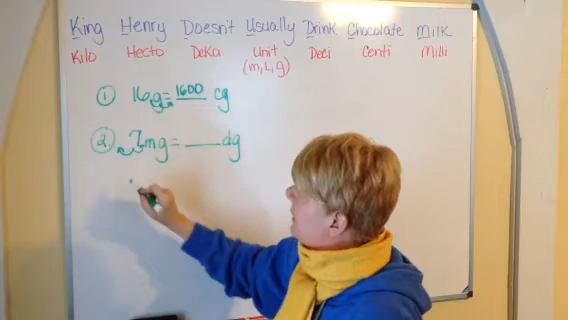 King Henry Doesn't Usually Drink Chocolate Milk
Kilo Hecto Deka Unit Deci Centi Milli
(m, L, g)
① 16g = 1600 cg
② 7mg = ___ dg